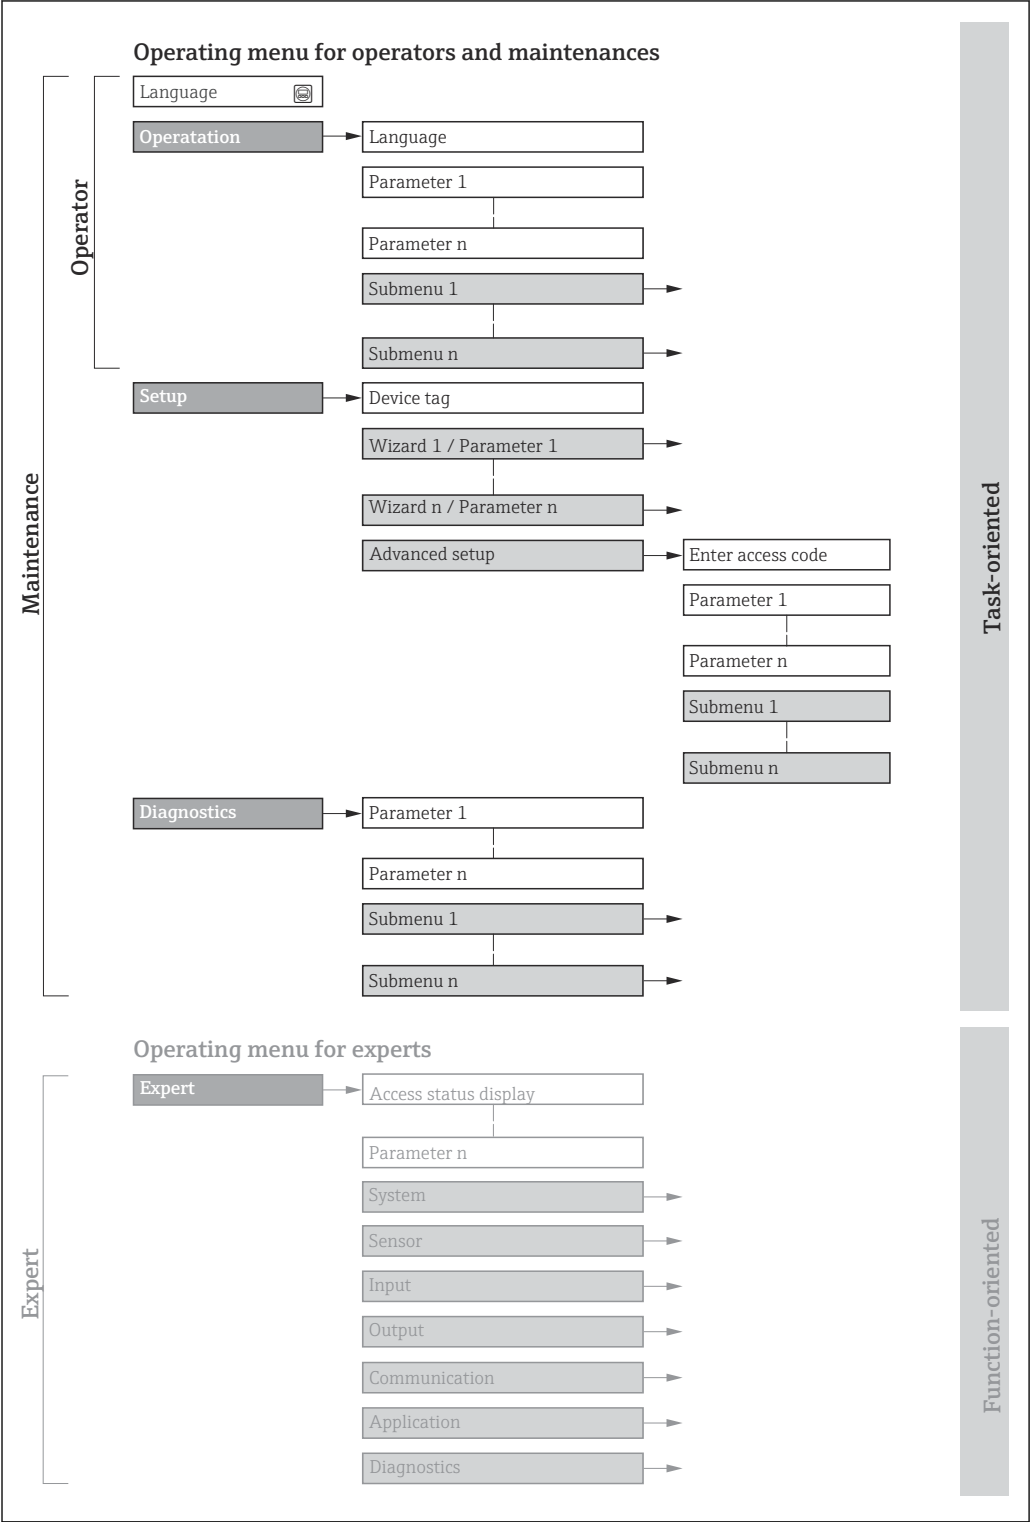 Operating menu for operators and maintenances
Language
Operatation
Language
Parameter 1
Parameter n
Submenu 1
Submenu n
Operator
Setup
Device tag
Wizard 1 / Parameter 1
Wizard n / Parameter n
Advanced setup
Enter access code
Parameter 1
Parameter n
Submenu 1
Submenu n
Maintenance
Task-oriented
Diagnostics
Parameter 1
Parameter n
Submenu 1
Submenu n
Operating menu for experts
Expert
Access status display
Parameter n
System
Sensor
Input
Output
Communication
Application
Diagnostics
Expert
Function-oriented